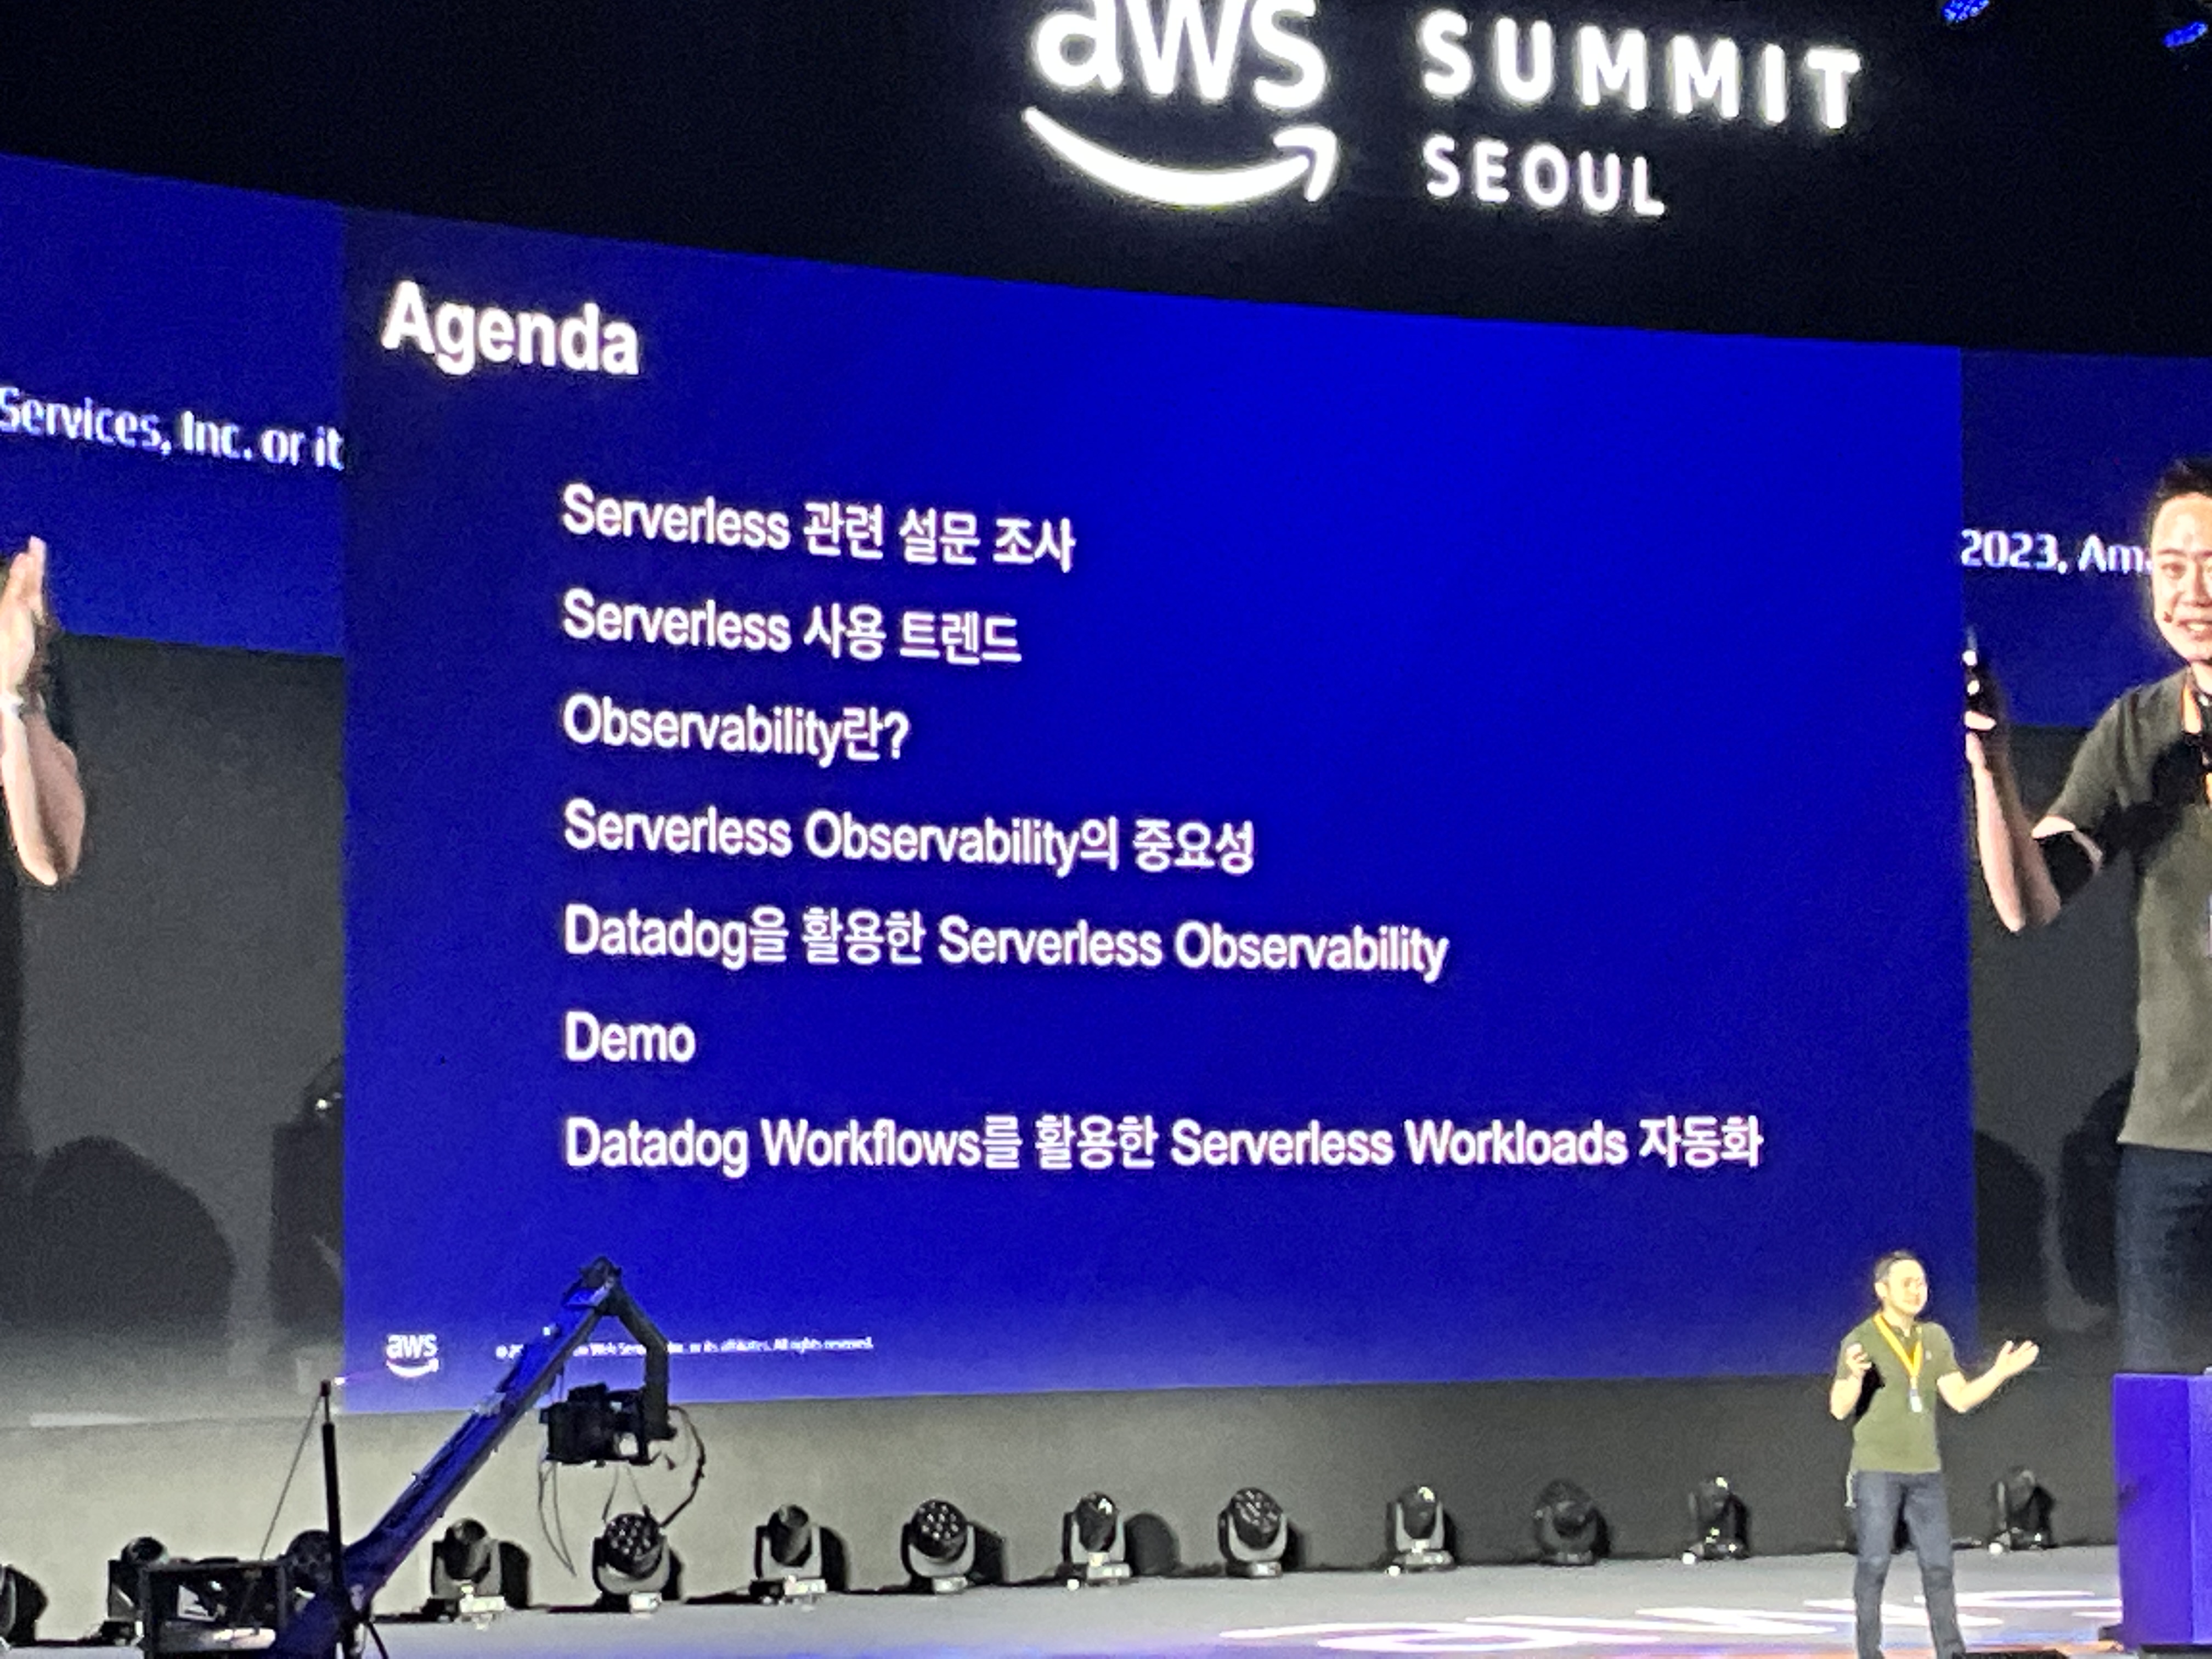 aws SUMMIT
SEOUL
Agenda
Services, Inc. or it
2023, Am
Serverless 관련 설문 조사
Serverless 사용 트렌드
Observability란?
Serverless Observability의 중요성
Datadog을 활용한 Serverless Observability
Demo
Datadog Workflows를 활용한 Serverless Workloads 자동화
aws
or its affiliates. All rights reserved.